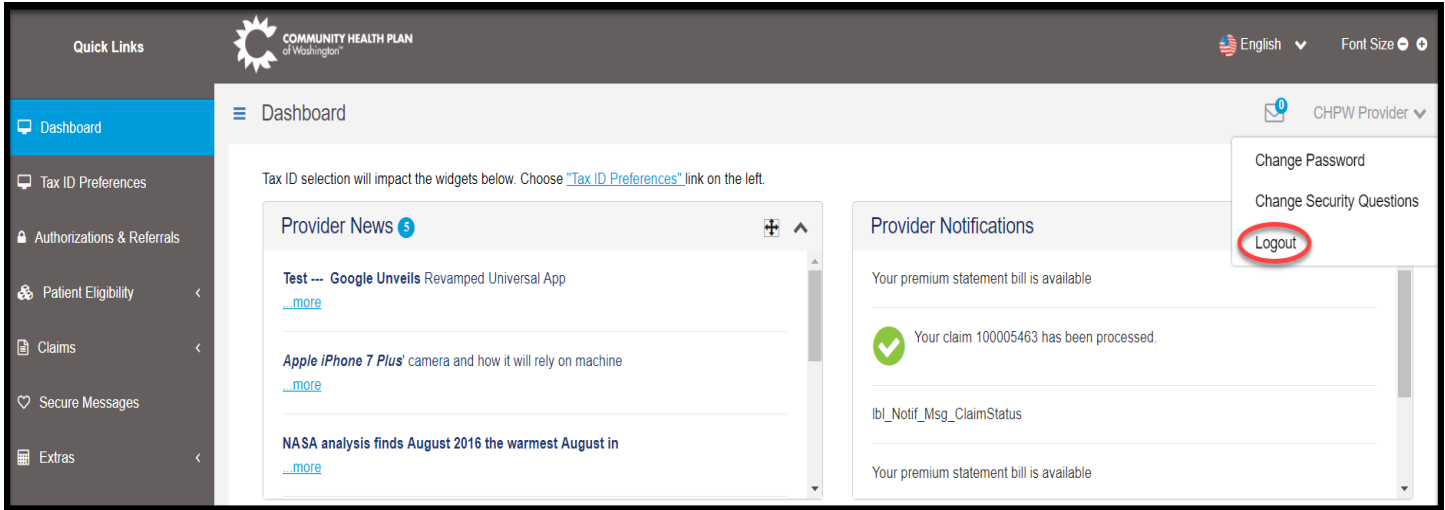 Quick Links
COMMUNITY HEALTH PLAN
of Washington™
English
Font Size
Dashboard
Tax ID Preferences
Authorizations & Referrals
Patient Eligibility
Claims
Secure Messages
Extras
Dashboard
0
CHPW Provider
Change Password
Change Security Questions
Logout
Tax ID selection will impact the widgets below. Choose "Tax ID Preferences" link on the left.
Provider News 5
Test --- Google Unveils Revamped Universal App
...more
Apple iPhone 7 Plus' camera and how it will rely on machine
...more
NASA analysis finds August 2016 the warmest August in
...more
Provider Notifications
Your premium statement bill is available
Your claim 100005463 has been processed.
lbl_Notif_Msg_ClaimStatus
Your premium statement bill is available